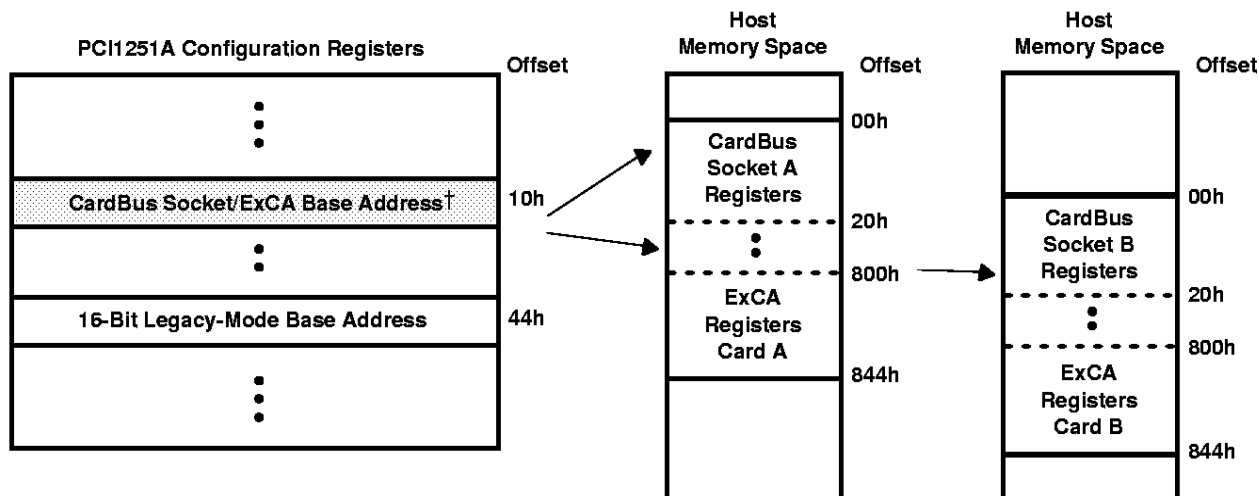 PCI1251A Configuration Registers
Offset
CardBus Socket/ExCA Base Address†
10h
16-Bit Legacy-Mode Base Address
44h
Host
Memory Space
Offset
00h
CardBus
Socket A
Registers
20h
800h
ExCA
Registers
Card A
844h
Host
Memory Space
Offset
00h
CardBus
Socket B
Registers
20h
800h
ExCA
Registers
Card B
844h